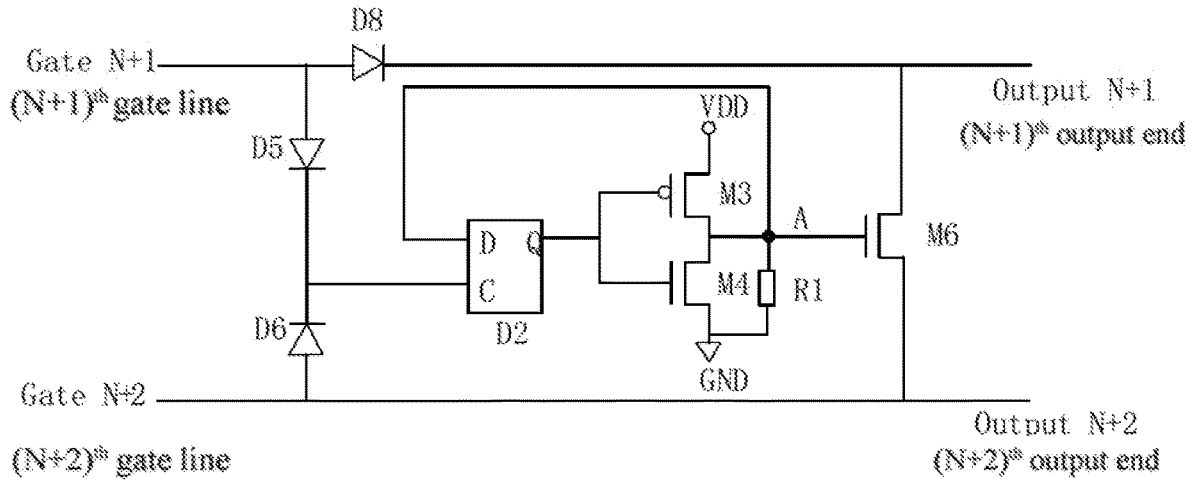 D8
Gate N+1
(N+1)th gate line
Output N+1
(N+1)th output end
VDD
D5
M3
A
M6
D
Q
C
D2
M4
R1
D6
GND
Gate N+2
(N+2)th gate line
Output N+2
(N+2)th output end